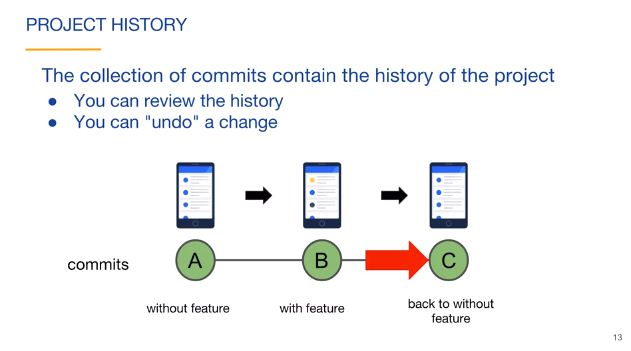 PROJECT HISTORY
The collection of commits contain the history of the project
● You can review the history
● You can "undo" a change
commits
A
B
C
without feature
with feature
back to without
feature
13